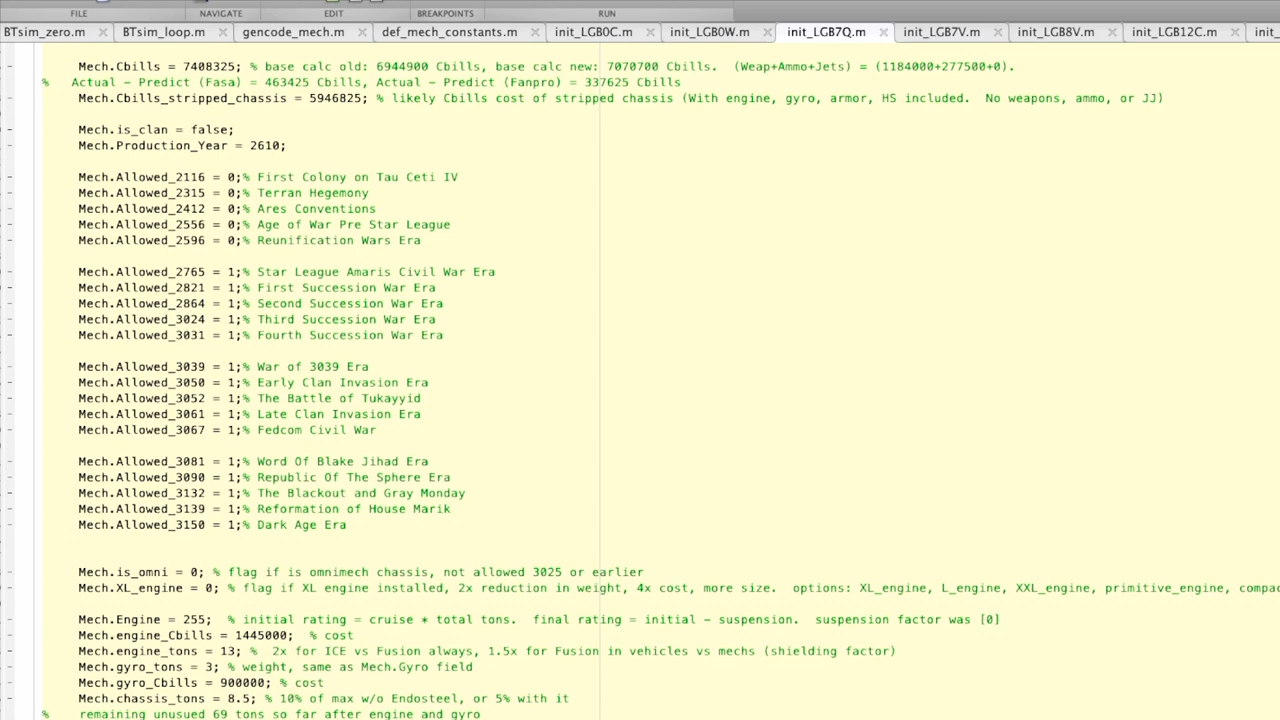 FILE NAVIGATE EDIT BREAKPOINTS RUN
BTsim_zero.m BTsim_loop.m gencode_mech.m def_mech_constants.m init_LGB0C.m init_LGB0W.m init_LGB7Q.m init_LGB7V.m init_LGB8V.m init_LGB12C.m init_
Mech.Cbills = 7408325; % base calc old: 6944900 Cbills, base calc new: 7070700 Cbills. (Weap+Ammo+Jets) = (1184000+277500+0).
% Actual - Predict (Fasa) = 463425 Cbills, Actual - Predict (Fanpro) = 337625 Cbills
Mech.Cbills_stripped_chassis = 5946825; % likely Cbills cost of stripped chassis (With engine, gyro, armor, HS included. No weapons, ammo, or JJ)
Mech.is_clan = false;
Mech.Production_Year = 2610;
Mech.Allowed_2116 = 0;% First Colony on Tau Ceti IV
Mech.Allowed_2315 = 0;% Terran Hegemony
Mech.Allowed_2412 = 0;% Ares Conventions
Mech.Allowed_2556 = 0;% Age of War Pre Star League
Mech.Allowed_2596 = 0;% Reunification Wars Era
Mech.Allowed_2765 = 1;% Star League Amaris Civil War Era
Mech.Allowed_2821 = 1;% First Succession War Era
Mech.Allowed_2864 = 1;% Second Succession War Era
Mech.Allowed_3024 = 1;% Third Succession War Era
Mech.Allowed_3031 = 1;% Fourth Succession War Era
Mech.Allowed_3039 = 1;% War of 3039 Era
Mech.Allowed_3050 = 1;% Early Clan Invasion Era
Mech.Allowed_3052 = 1;% The Battle of Tukayyid
Mech.Allowed_3061 = 1;% Late Clan Invasion Era
Mech.Allowed_3067 = 1;% Fedcom Civil War
Mech.Allowed_3081 = 1;% Word Of Blake Jihad Era
Mech.Allowed_3090 = 1;% Republic Of The Sphere Era
Mech.Allowed_3132 = 1;% The Blackout and Gray Monday
Mech.Allowed_3139 = 1;% Reformation of House Marik
Mech.Allowed_3150 = 1;% Dark Age Era
Mech.is_omni = 0; % flag if is omnimech chassis, not allowed 3025 or earlier
Mech.XL_engine = 0; % flag if XL engine installed, 2x reduction in weight, 4x cost, more size. options: XL_engine, L_engine, XXL_engine, primitive_engine, compac
Mech.Engine = 255; % initial rating = cruise * total tons. final rating = initial - suspension. suspension factor was [0]
Mech.engine_Cbills = 1445000; % cost
Mech.engine_tons = 13; % 2x for ICE vs Fusion always, 1.5x for Fusion in vehicles vs mechs (shielding factor)
Mech.gyro_tons = 3; % weight, same as Mech.Gyro field
Mech.gyro_Cbills = 900000; % cost
Mech.chassis_tons = 8.5; % 10% of max w/o Endosteel, or 5% with it
% remaining unusued 69 tons so far after engine and gyro